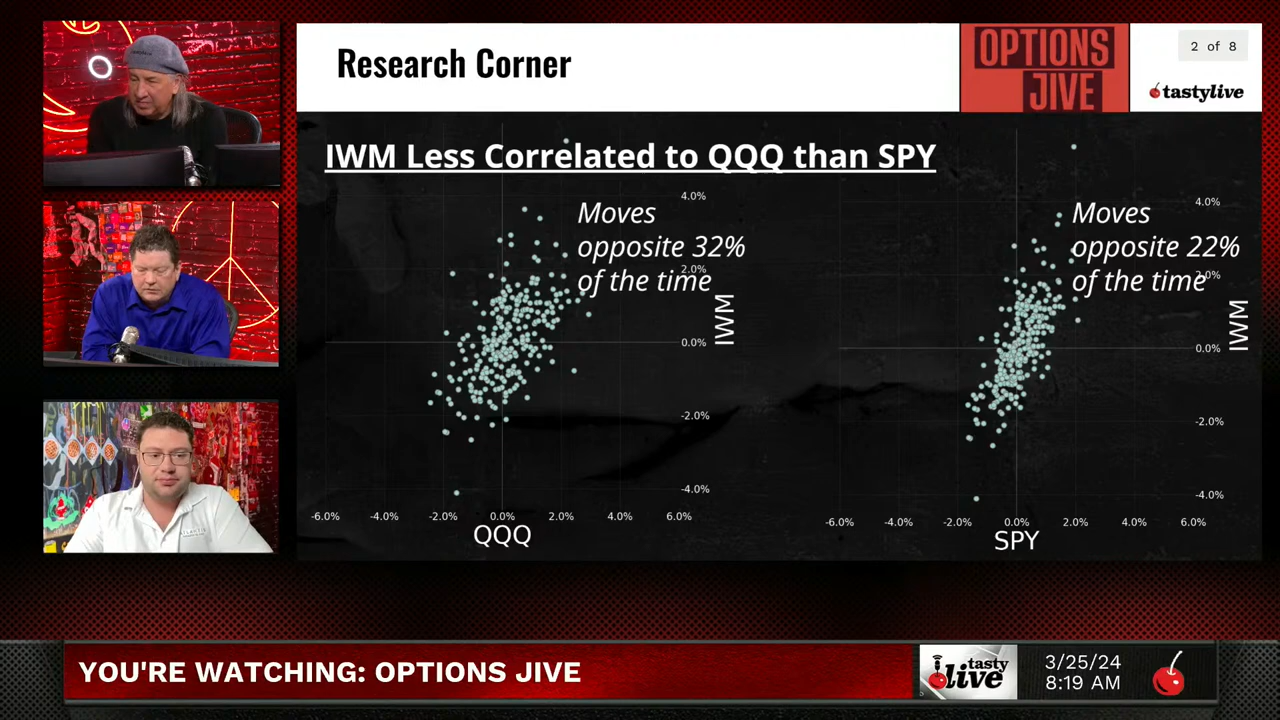 Research Corner
OPTIONS
JIVE
2 of 8
tastylive
IWM Less Correlated to QQQ than SPY
Moves
opposite 32%
of the time
4.0%
2.0%
0.0%
-2.0%
-4.0%
IWM
-6.0% -4.0% -2.0% 0.0% 2.0% 4.0% 6.0%
QQQ
Moves
opposite 22%
of the time
4.0%
2.0%
0.0%
-2.0%
-4.0%
IWM
-6.0% -4.0% -2.0% 0.0% 2.0% 4.0% 6.0%
SPY
YOU'RE WATCHING: OPTIONS JIVE
tasty
live
3/25/24
8:19 AM